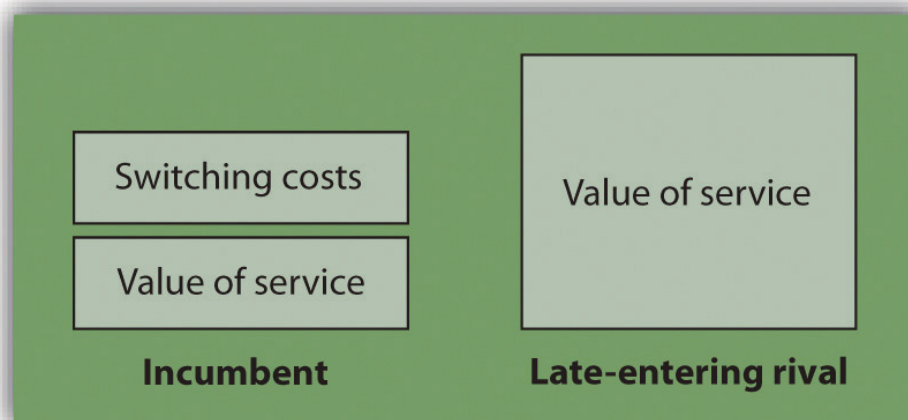 Switching costs
Value of service
Incumbent
Value of service
Late-entering rival